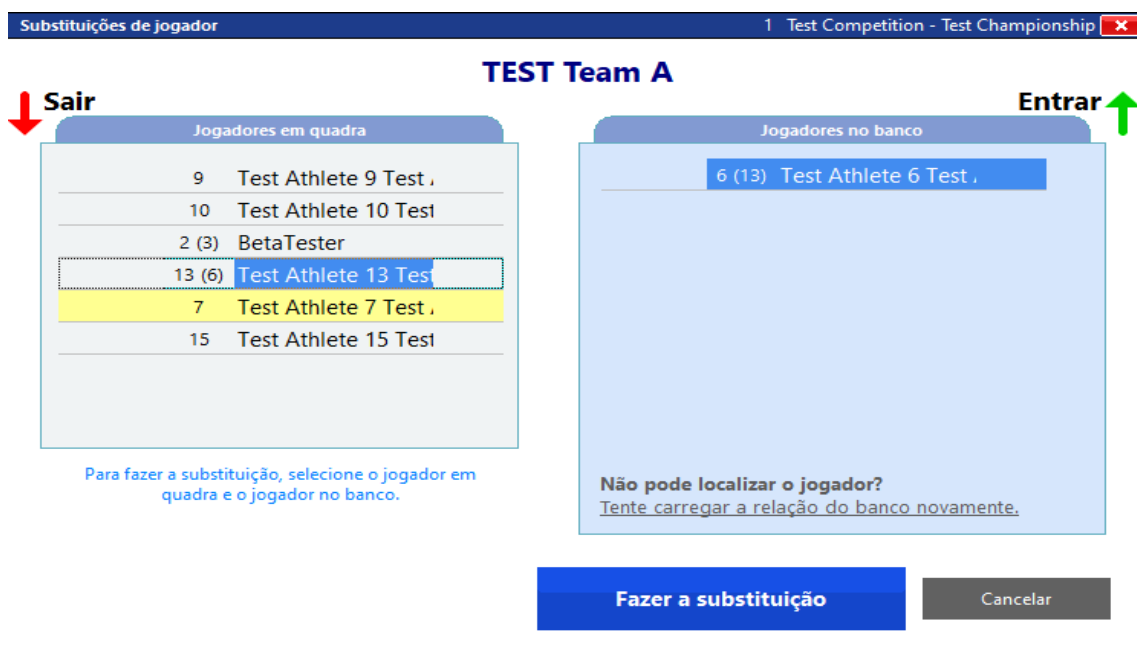 Substituições de jogador
1 Test Competition - Test Championship
TEST Team A
Sair
Entrar
Jogadores em quadra
9 Test Athlete 9 Test
10 Test Athlete 10 Test
2 (3) BetaTester
13 (6) Test Athlete 13 Test
7 Test Athlete 7 Test
15 Test Athlete 15 Test
Para fazer a substituição, selecione o jogador em
quadra e o jogador no banco.
Jogadores no banco
6 (13) Test Athlete 6 Test
Não pode localizar o jogador?
Tente carregar a relação do banco novamente.
Fazer a substituição
Cancelar